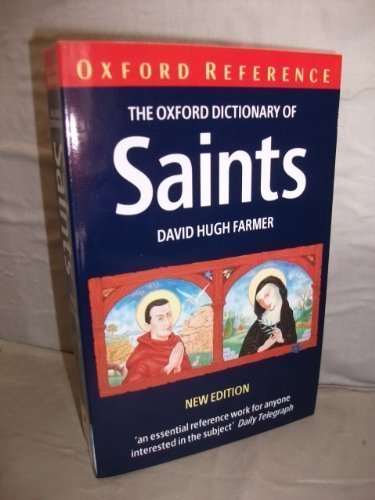 OXFORD REFERENCE
THE OXFORD DICTIONARY OF
Saints
DAVID HUGH FARMER
NEW EDITION
'an essential reference work for anyone
interested in the subject' Daily Telegraph
Saints